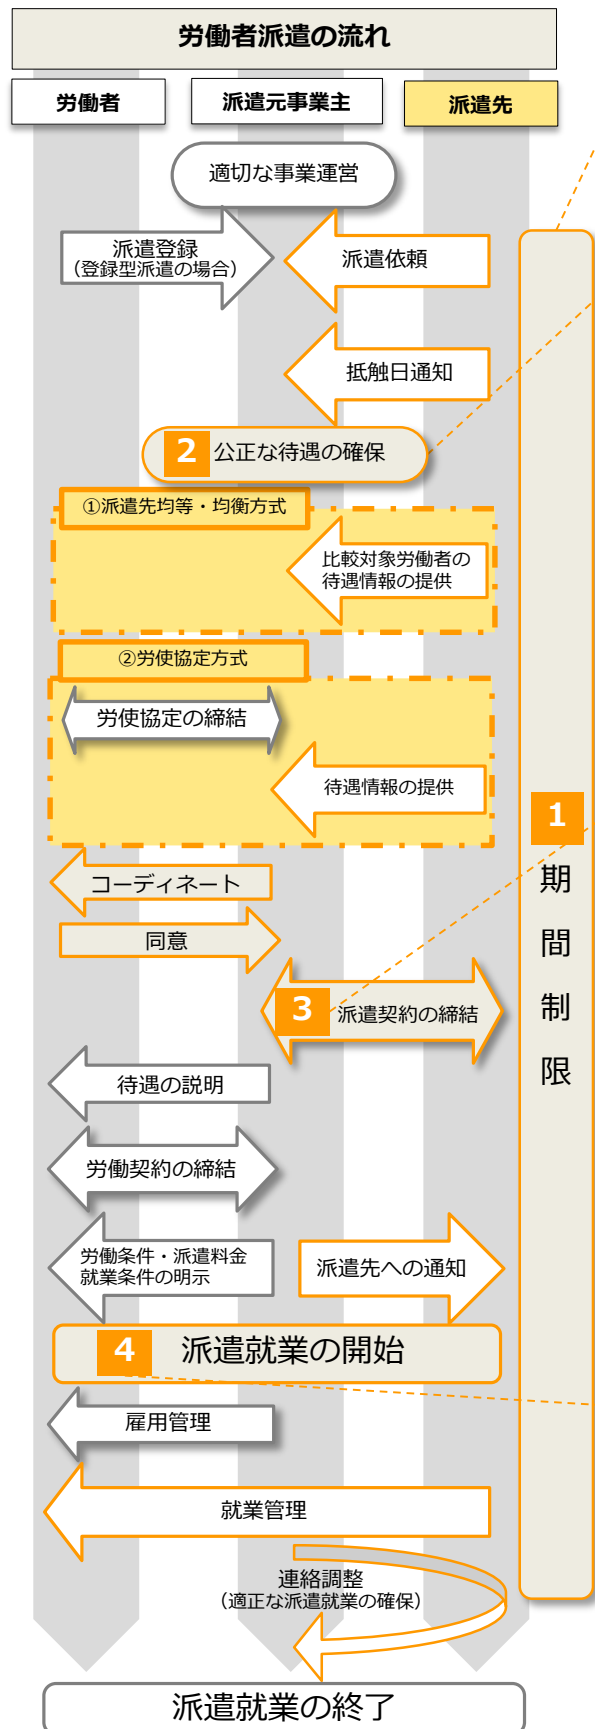 労働者派遣の流れ
労働者
派遣元事業主
派遣先
適切な事業運営
派遣登録
(登録型派遣の場合)
派遣依頼
抵触日通知
2 公正な待遇の確保
①派遣先均等・均衡方式
比較対象労働者の
待遇情報の提供
②労使協定方式
労使協定の締結
待遇情報の提供
1
期
間
制
限
コーディネート
同意
3 派遣契約の締結
待遇の説明
労働契約の締結
労働条件・派遣料金
就業条件の明示
派遣先への通知
4 派遣就業の開始
雇用管理
就業管理
連絡調整
(適正な派遣就業の確保)
派遣就業の終了